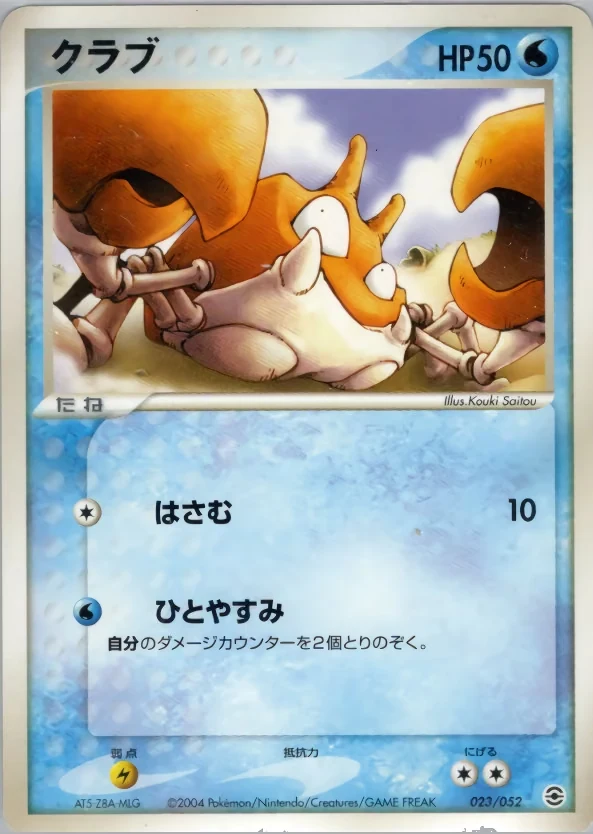 クラブ HP50
たね Illus.Kouki Saitou
はさむ 10
ひとやすみ
自分のダメージカウンターを2個とりのぞく。
弱点 抵抗力 にげる
AT5-Z8A-MLG ©2004 Pokémon/Nintendo/Creatures/GAME FREAK 023/052